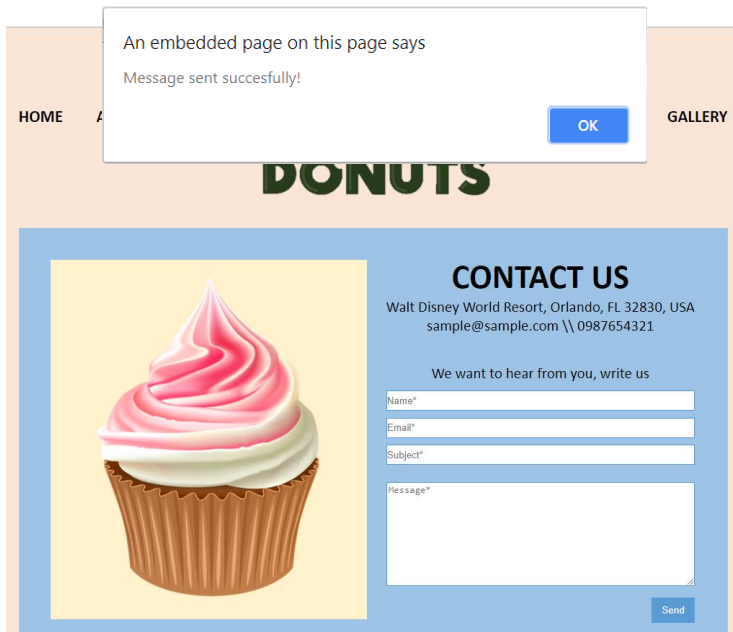 An embedded page on this page says
Message sent succesfully!
OK
HOME
GALLERY
DONUTS
CONTACT US
Walt Disney World Resort, Orlando, FL 32830, USA
sample@sample.com \\ 0987654321
We want to hear from you, write us
Name*
Email*
Subject*
Message*
Send